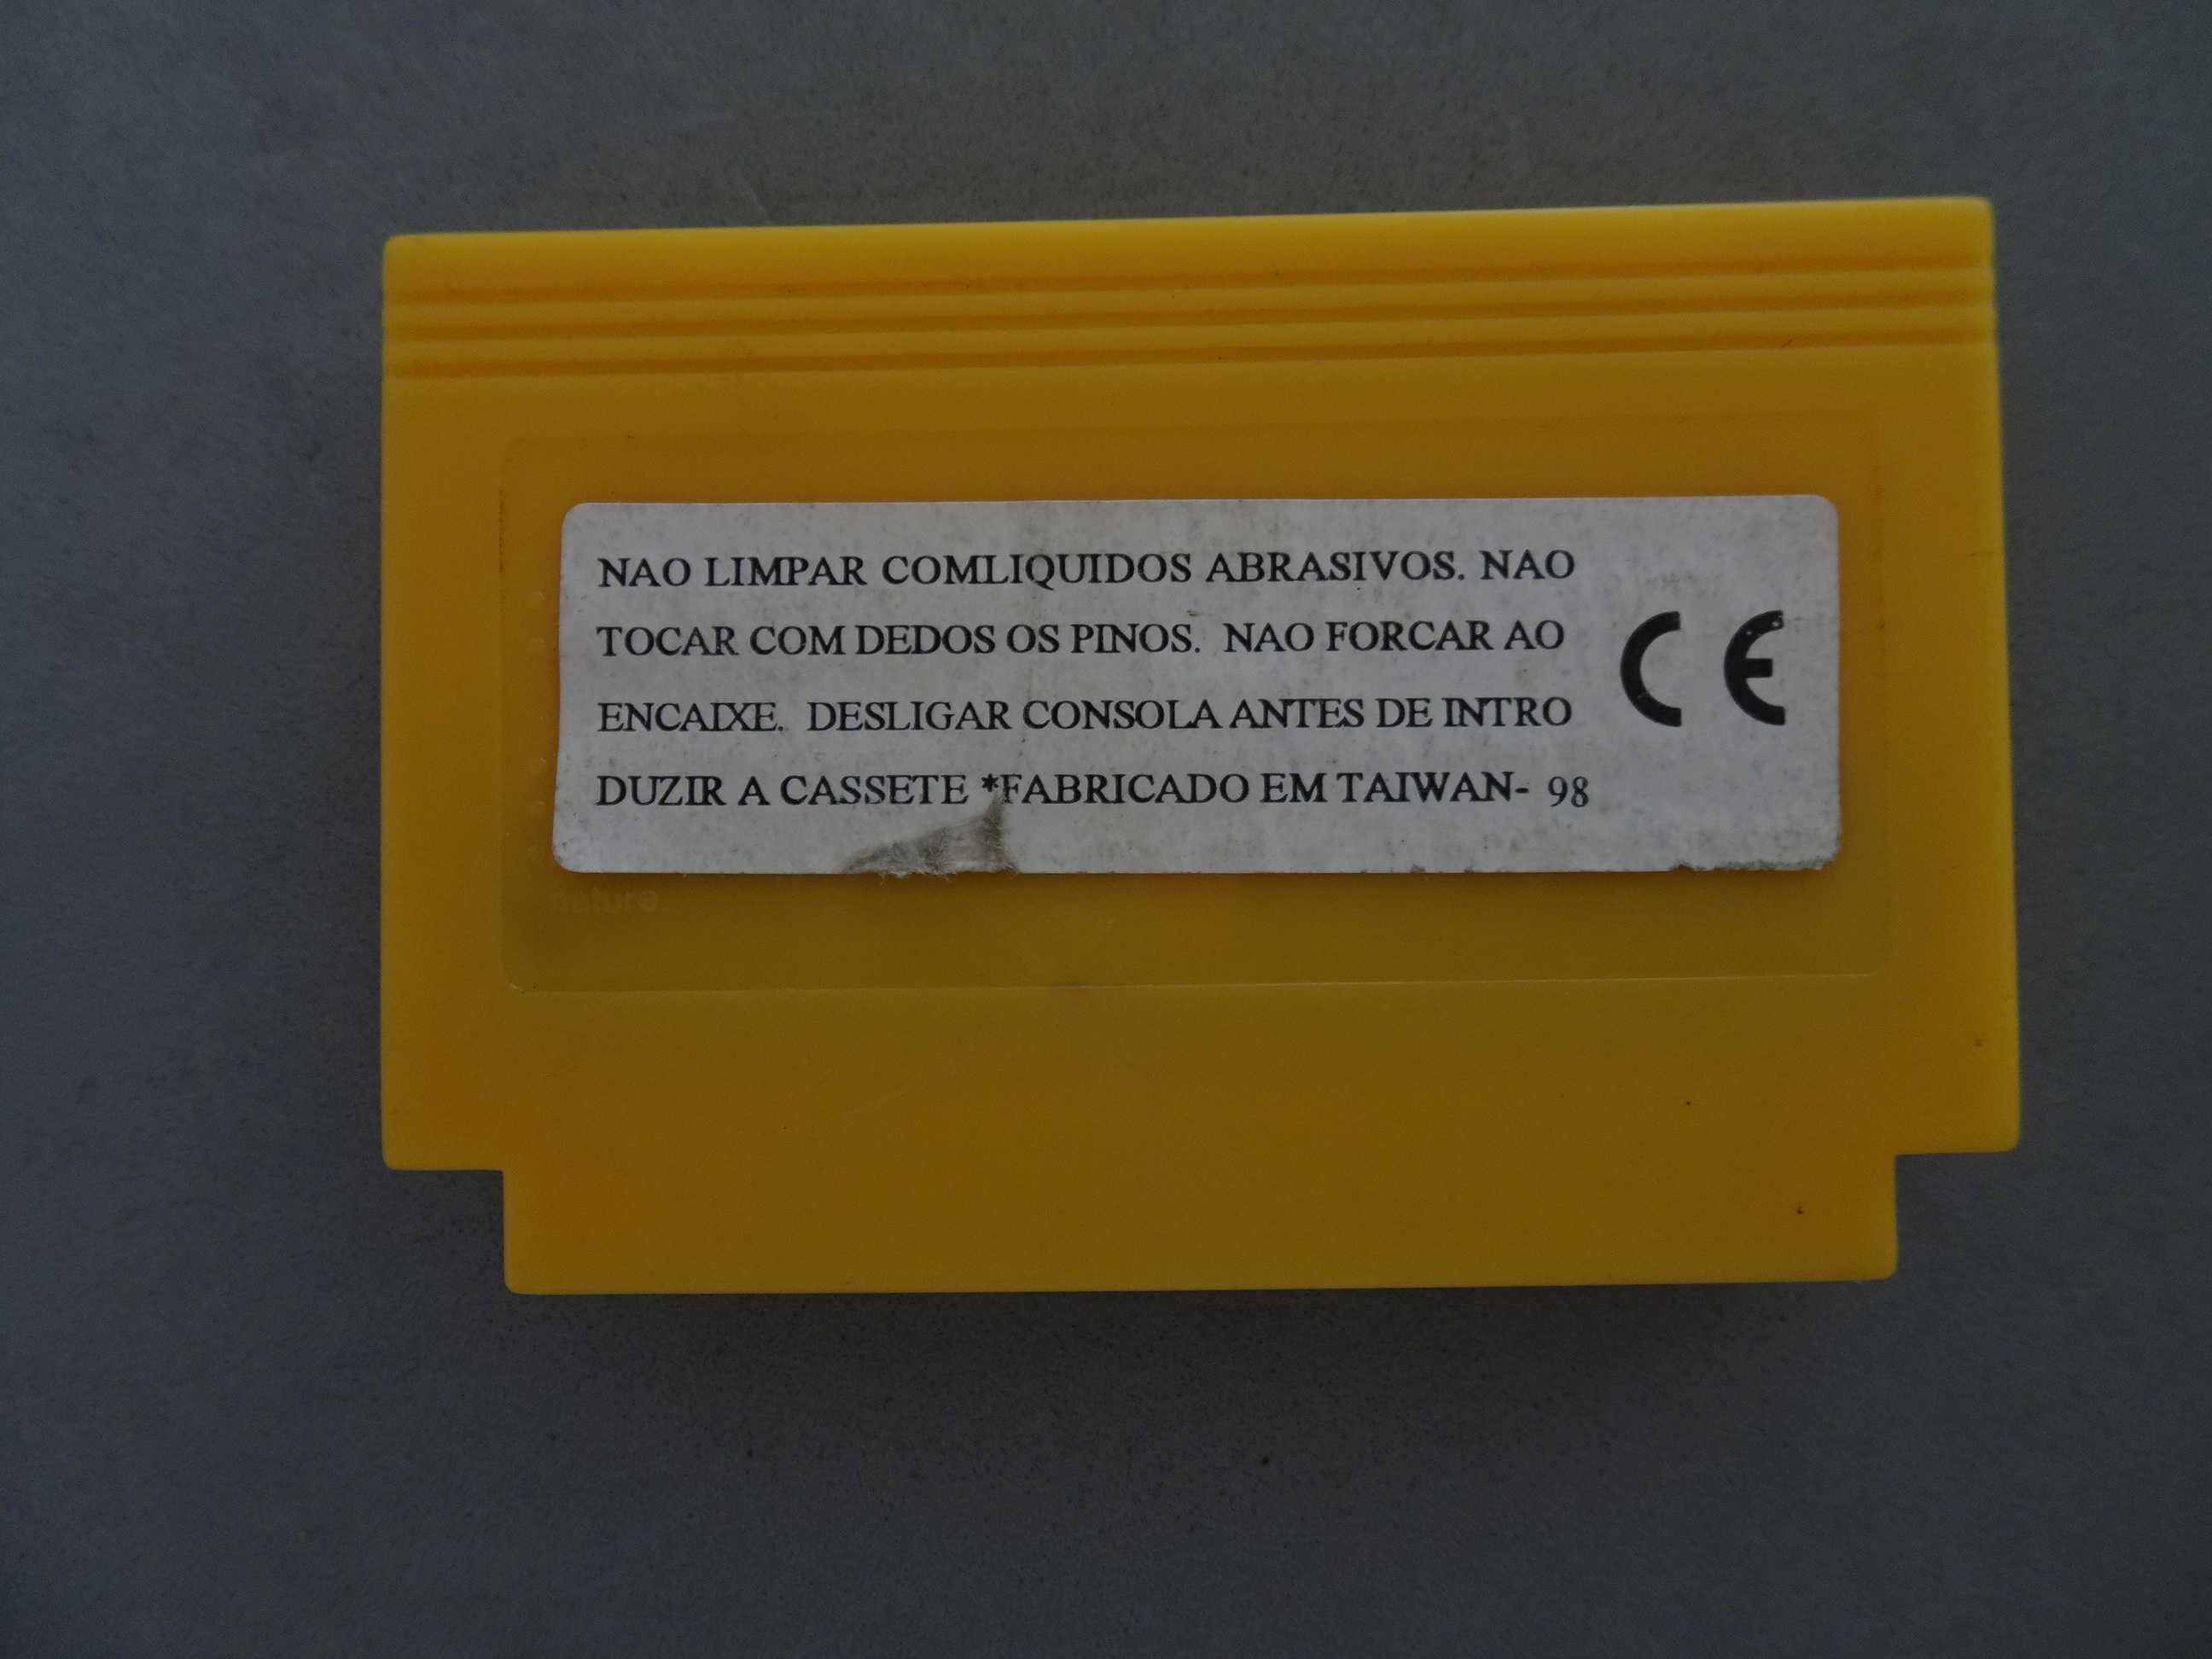 NAO LIMPAR COMLIQUIDOS ABRASIVOS. NAO
TOCAR COM DEDOS OS PINOS. NAO FORCAR AO
ENCAIXE. DESLIGAR CONSOLA ANTES DE INTRO
DUZIR A CASSETE *FABRICADO EM TAIWAN- 98
CE
nature.